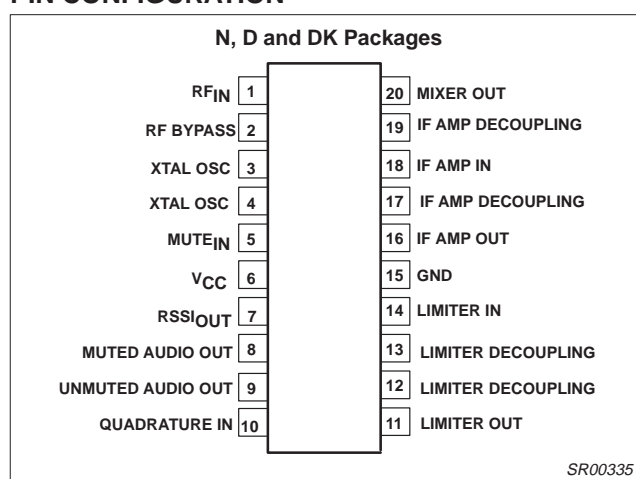 PIN CONFIGURATION
N, D and DK Packages
RFIN 1
RF BYPASS 2
XTAL OSC 3
XTAL OSC 4
MUTEIN 5
VCC 6
RSSIOUT 7
MUTED AUDIO OUT 8
UNMUTED AUDIO OUT 9
QUADRATURE IN 10
20 MIXER OUT
19 IF AMP DECOUPLING
18 IF AMP IN
17 IF AMP DECOUPLING
16 IF AMP OUT
15 GND
14 LIMITER IN
13 LIMITER DECOUPLING
12 LIMITER DECOUPLING
11 LIMITER OUT
SR00335